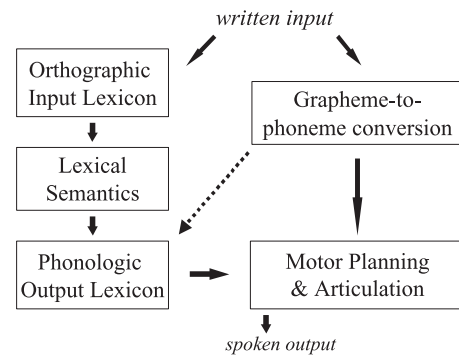 written input
Orthographic
Input Lexicon
Grapheme-to-
phoneme conversion
Lexical
Semantics
Phonologic
Output Lexicon
Motor Planning
& Articulation
spoken output